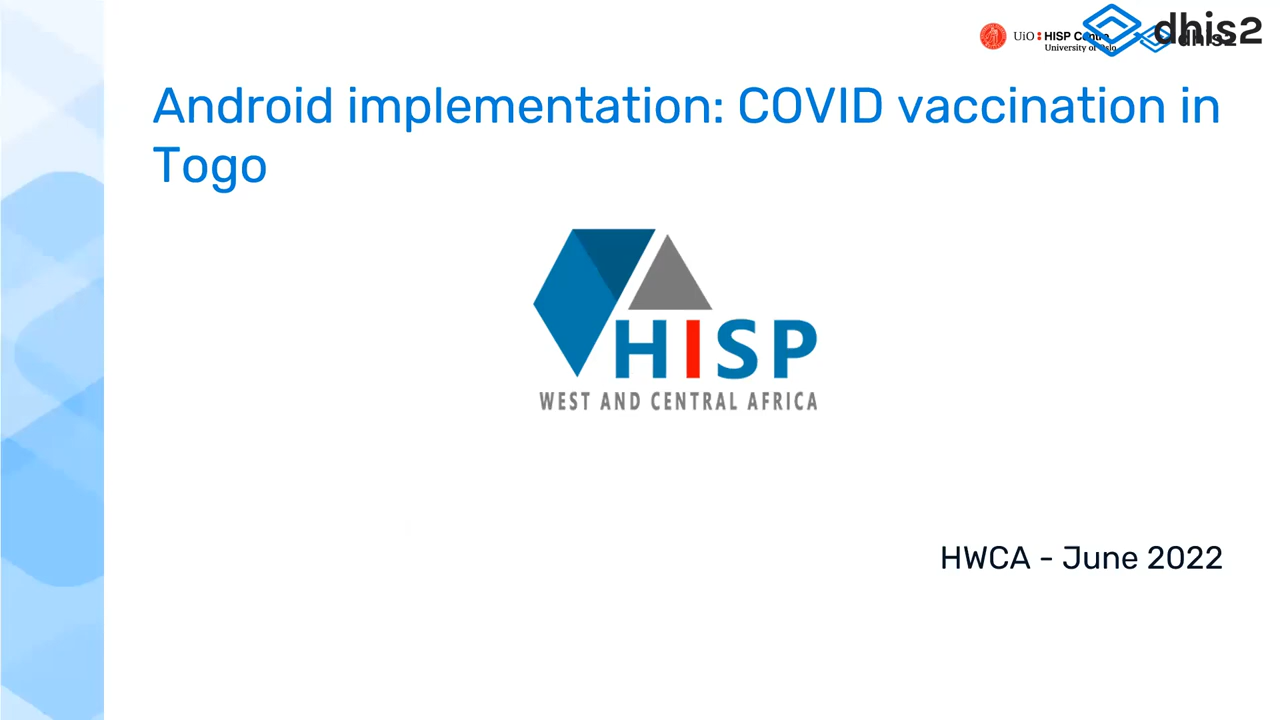 UiO HISP Centre
University of Oslo
dhis2
dhis2
Android implementation: COVID vaccination in
Togo
HISP
WEST AND CENTRAL AFRICA
HWCA - June 2022